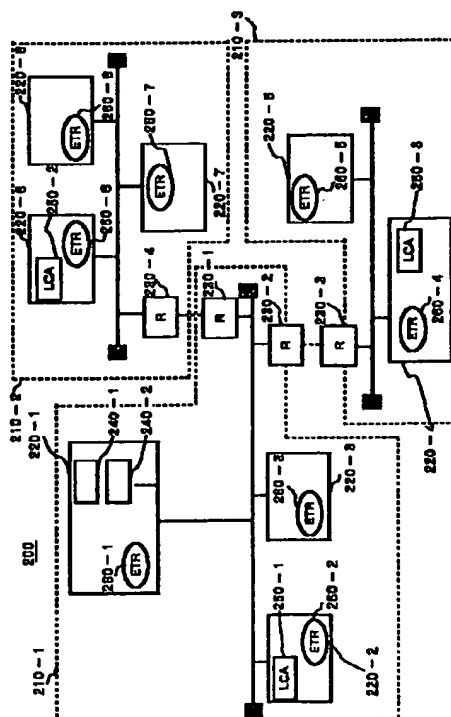 200
210-1
220-1
240-1
240-2
ETR
260-1
LCA
250-1
ETR
260-2
220-2
ETR
260-3
220-3
210-2
R
230-1
R
230-2
R
230-3
R
230-4
220-6
LCA
250-2
ETR
260-6
220-8
ETR
260-8
ETR
260-7
220-7
210-3
220-5
ETR
260-5
LCA
250-3
ETR
260-4
220-4